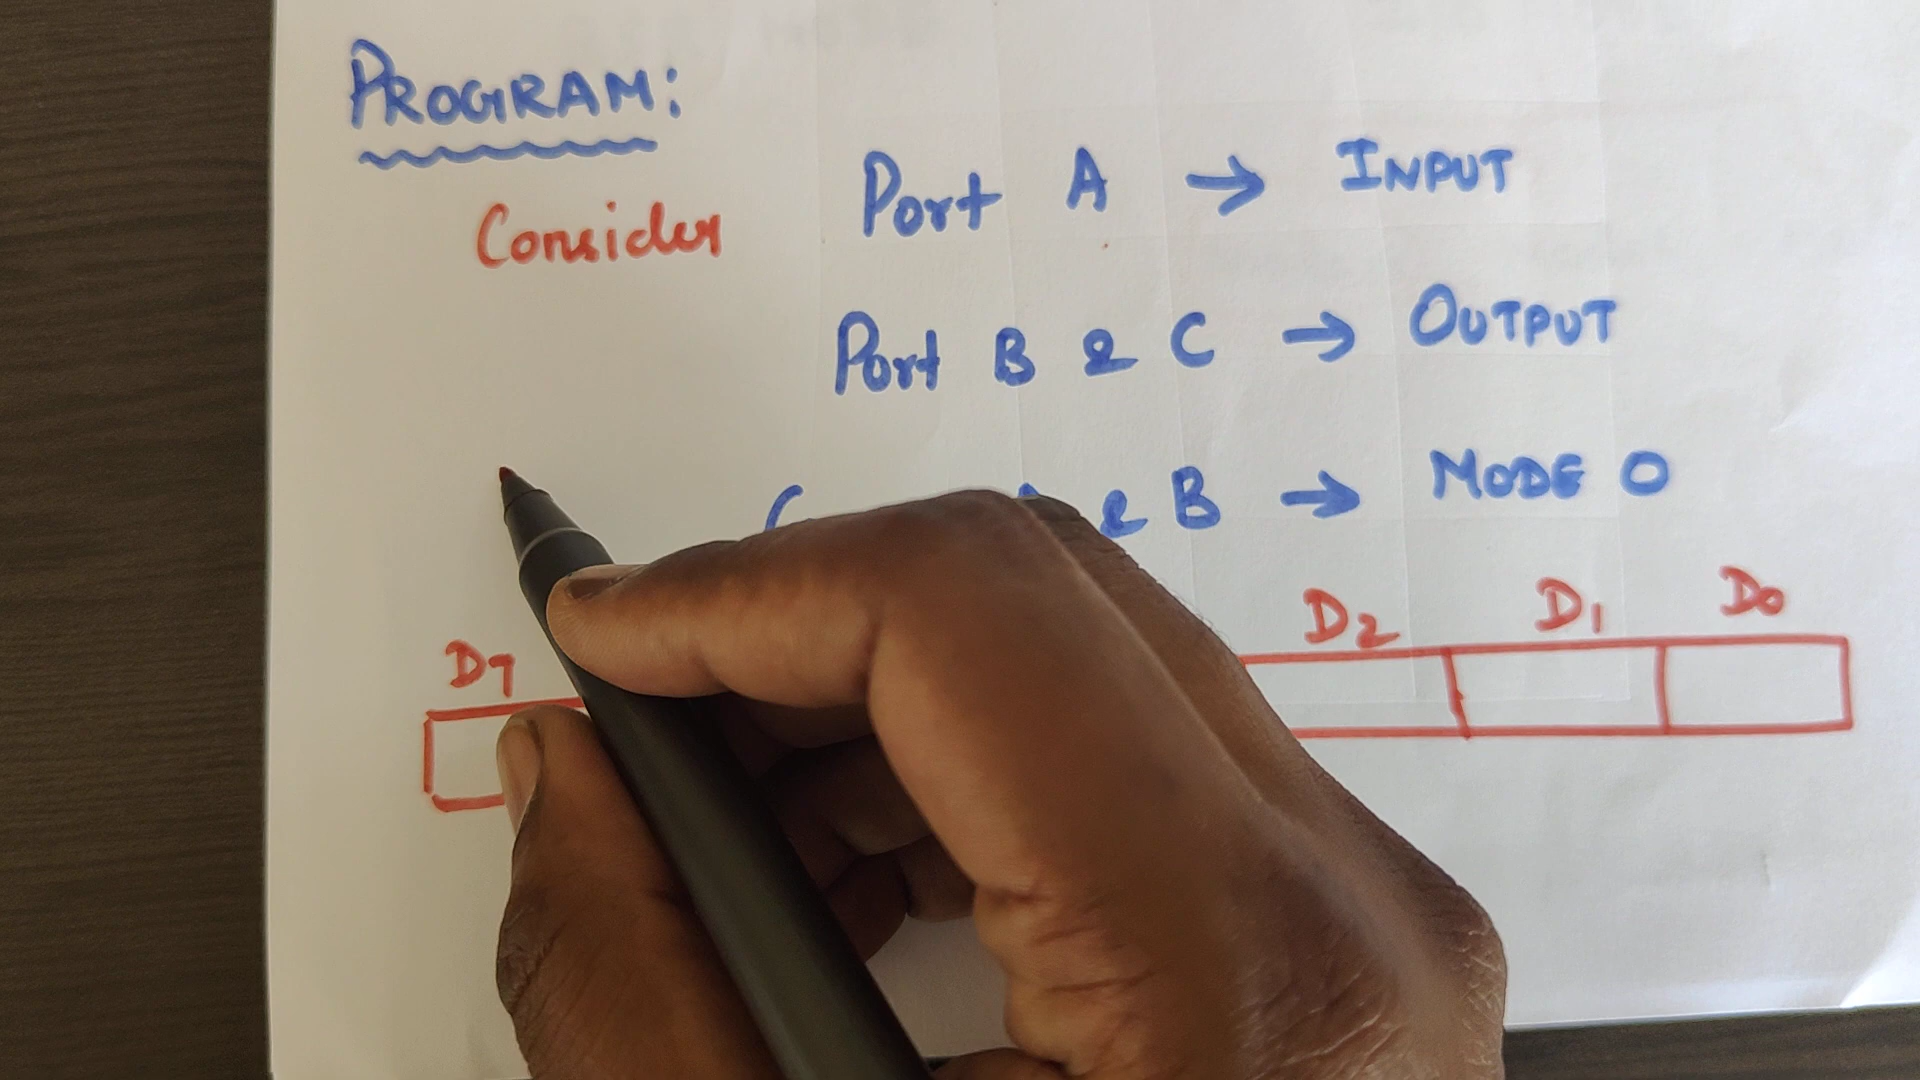 PROGRAM:
Consider
Port A → INPUT
Port B & C → OUTPUT
& B → MODE 0
D7 D2 D1 D0